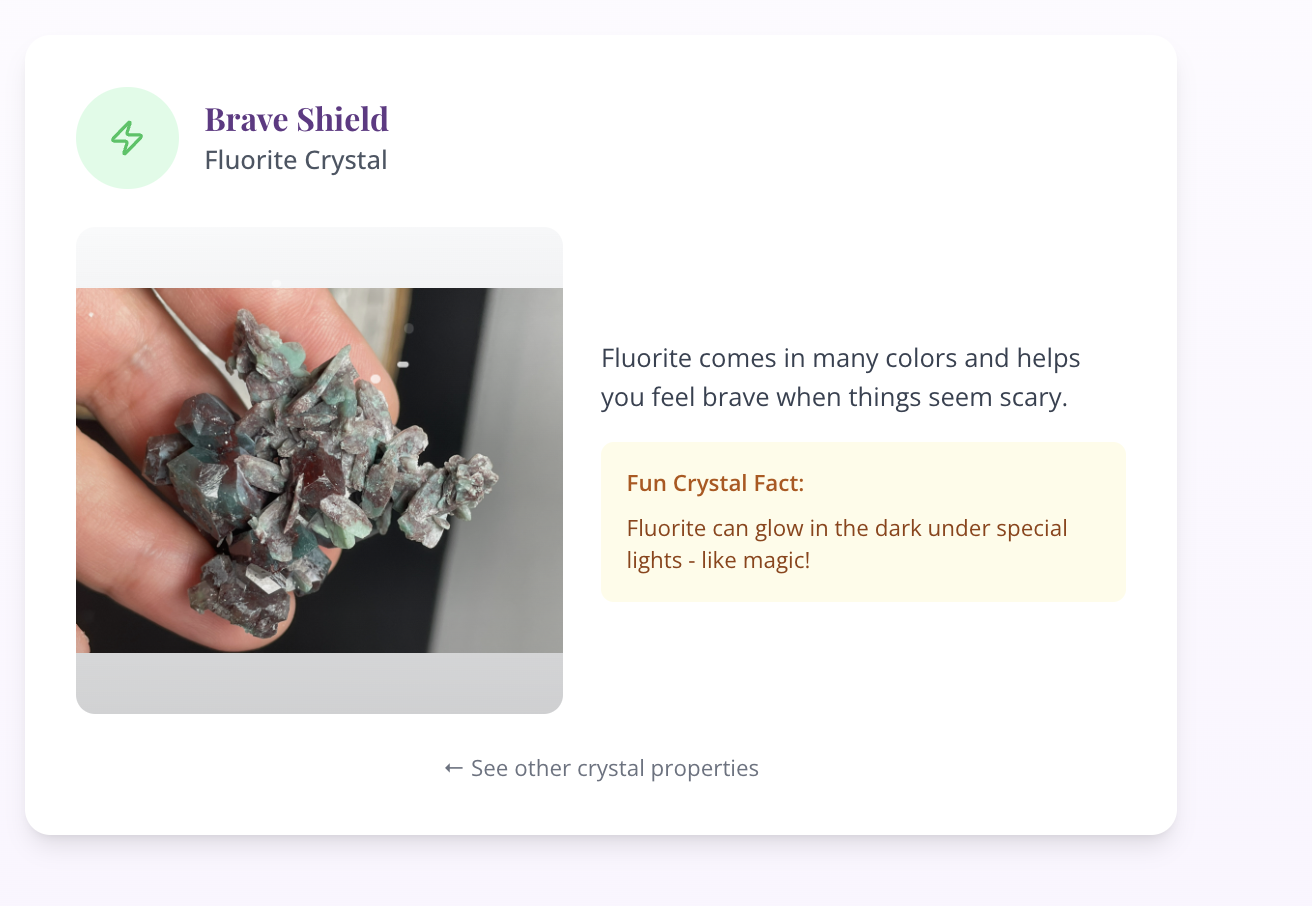 Brave Shield
Fluorite Crystal
Fluorite comes in many colors and helps
you feel brave when things seem scary.
Fun Crystal Fact:
Fluorite can glow in the dark under special
lights - like magic!
← See other crystal properties